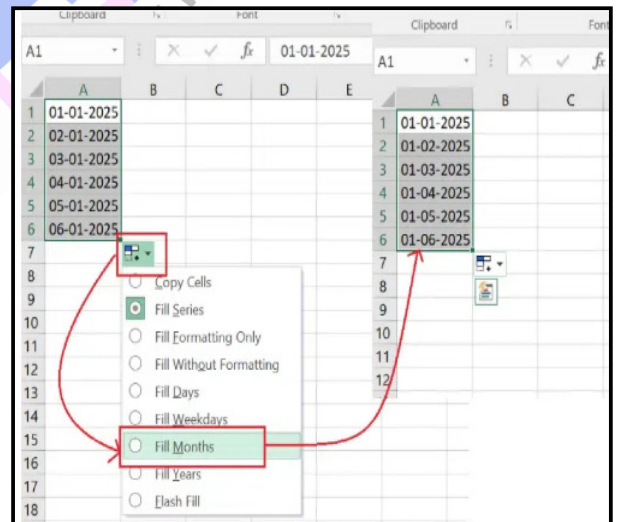 Clipboard Font
A1 fx 01-01-2025
A B C D E
1 01-01-2025
2 02-01-2025
3 03-01-2025
4 04-01-2025
5 05-01-2025
6 06-01-2025
7
8
9
10
11
12
13
14
15
16
17
18
Copy Cells
Fill Series
Fill Formatting Only
Fill Without Formatting
Fill Days
Fill Weekdays
Fill Months
Fill Years
Flash Fill
Clipboard Font
A1 fx
A B C
1 01-01-2025
2 01-02-2025
3 01-03-2025
4 01-04-2025
5 01-05-2025
6 01-06-2025
7
8
9
10
11
12